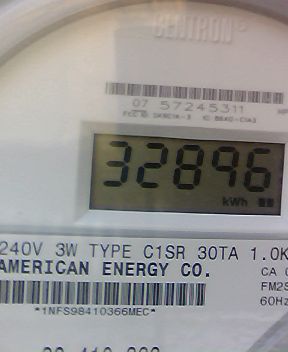 CENTRON®
07 57245311
32896
kWh
240V 3W TYPE C1SR 30TA 1.0K
AMERICAN ENERGY CO.
CA
FM2S
60Hz
*1NFS98410366MEC*